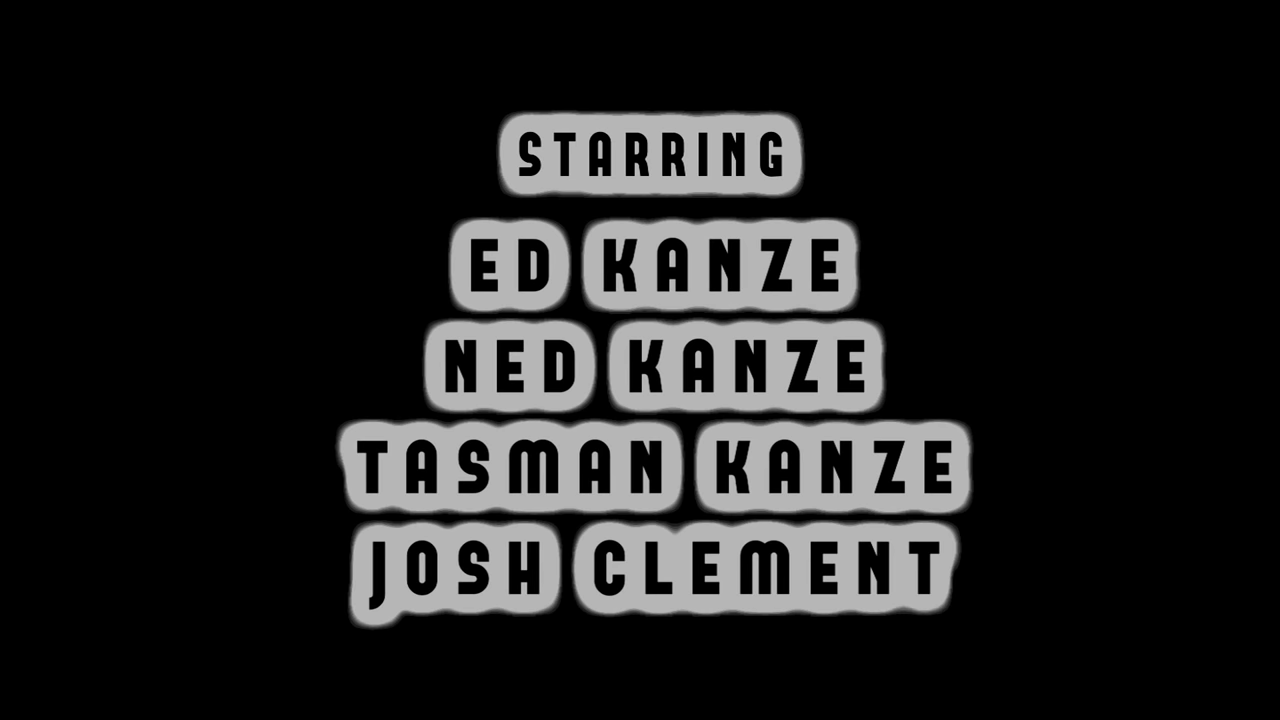 STARRING
ED KANZE
NED KANZE
TASMAN KANZE
JOSH CLEMENT